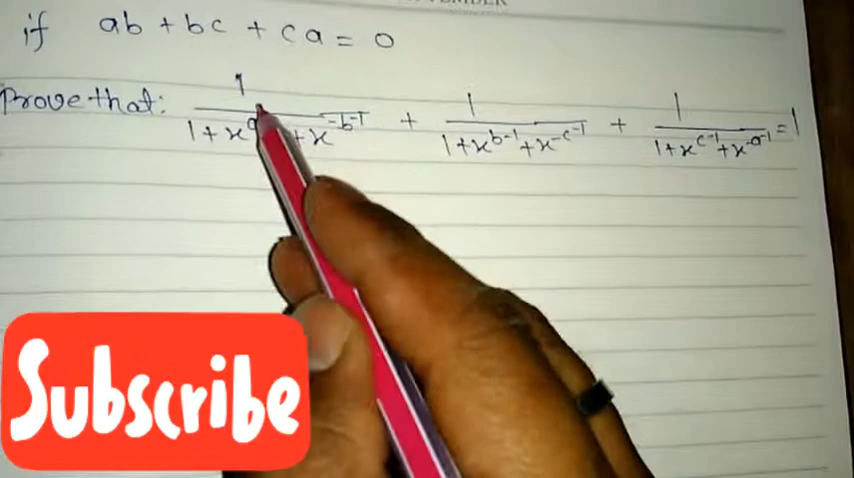 if ab + bc + ca = 0
Prove that: 1/(1+x^a +x^-b-1) + 1/(1+x^b-1+x^-c-1) + 1/(1+x^c-1+x^-a-1) = 1
Subscribe